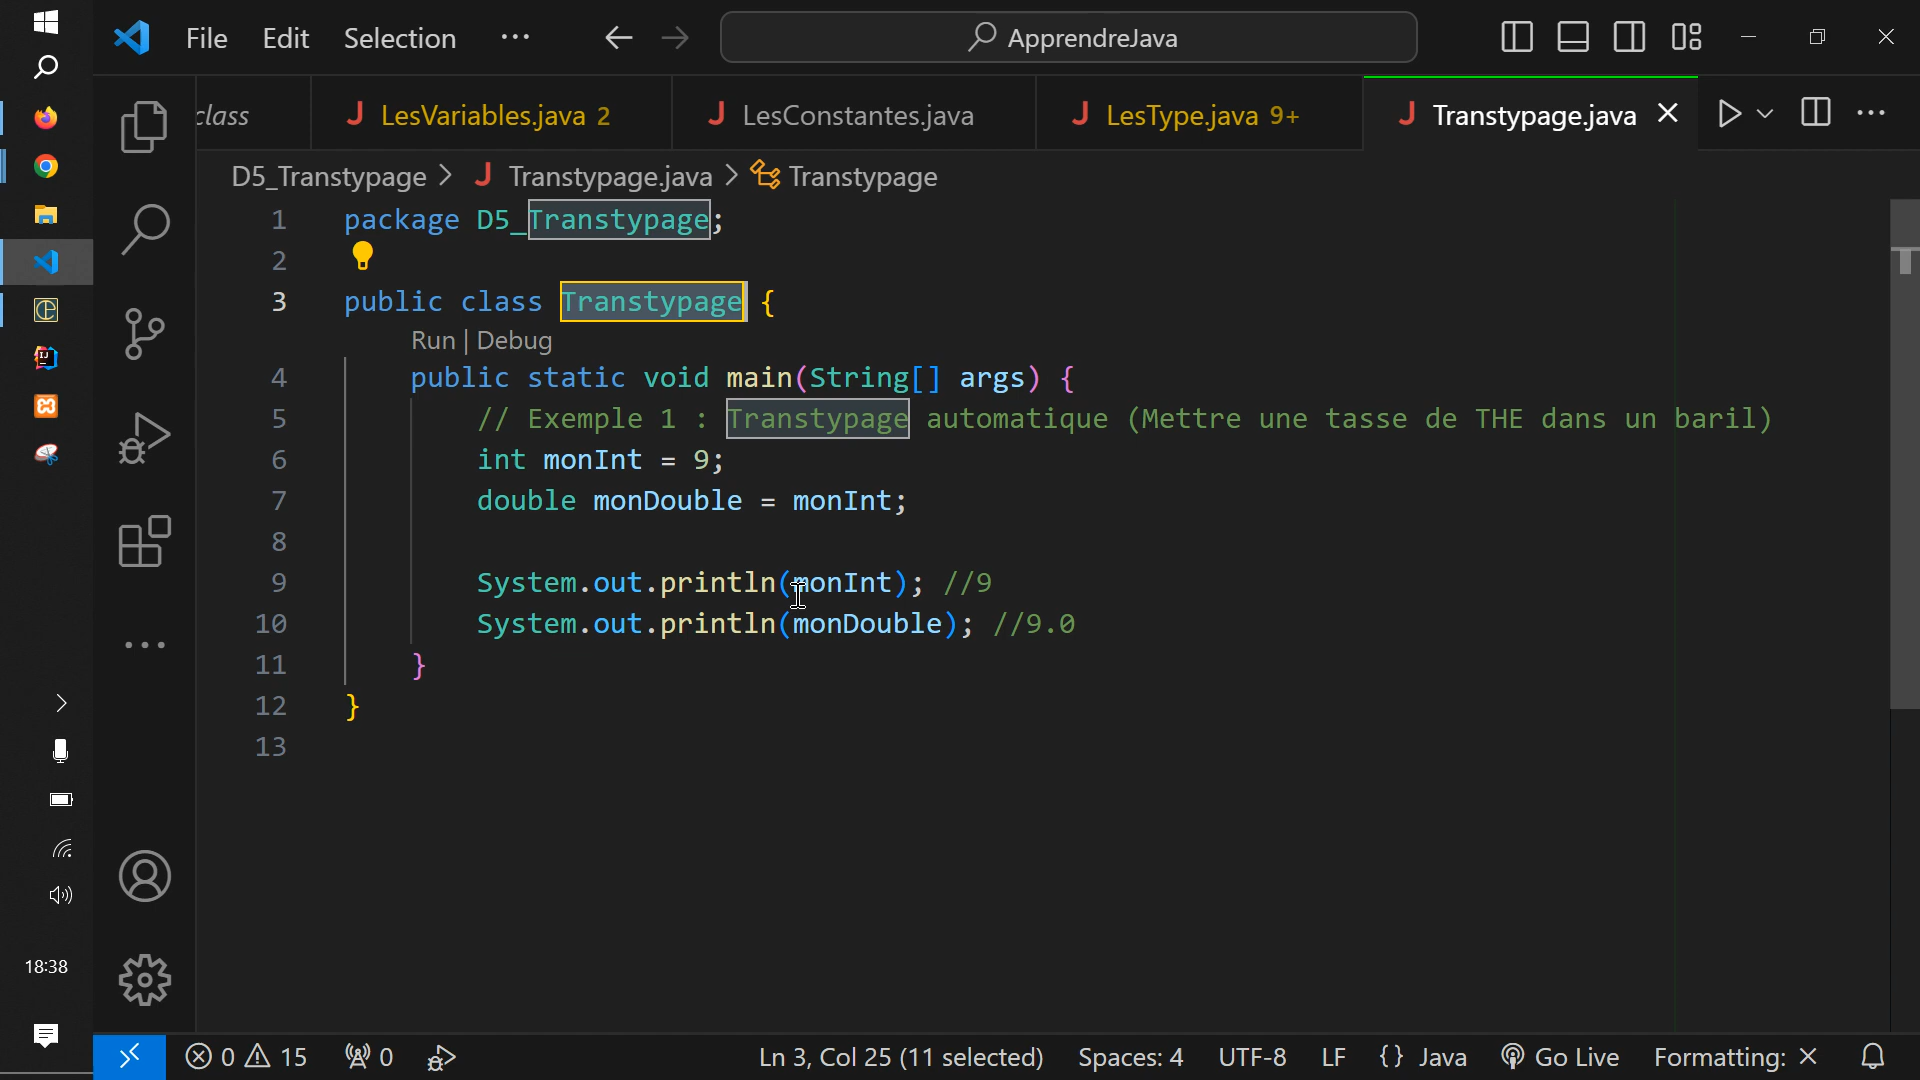 File Edit Selection ··· ApprendreJava
class LesVariables.java 2 LesConstantes.java LesType.java 9+ Transtypage.java
D5_Transtypage > Transtypage.java > Transtypage
1 package D5_Transtypage;
2
3 public class Transtypage {
Run | Debug
4 public static void main(String[] args) {
5 // Exemple 1 : Transtypage automatique (Mettre une tasse de THE dans un baril)
6 int monInt = 9;
7 double monDouble = monInt;
8
9 System.out.println(monInt); //9
10 System.out.println(monDouble); //9.0
11 }
12 }
13
18:38
0 15 0 Ln 3, Col 25 (11 selected) Spaces: 4 UTF-8 LF {} Java Go Live Formatting: ×